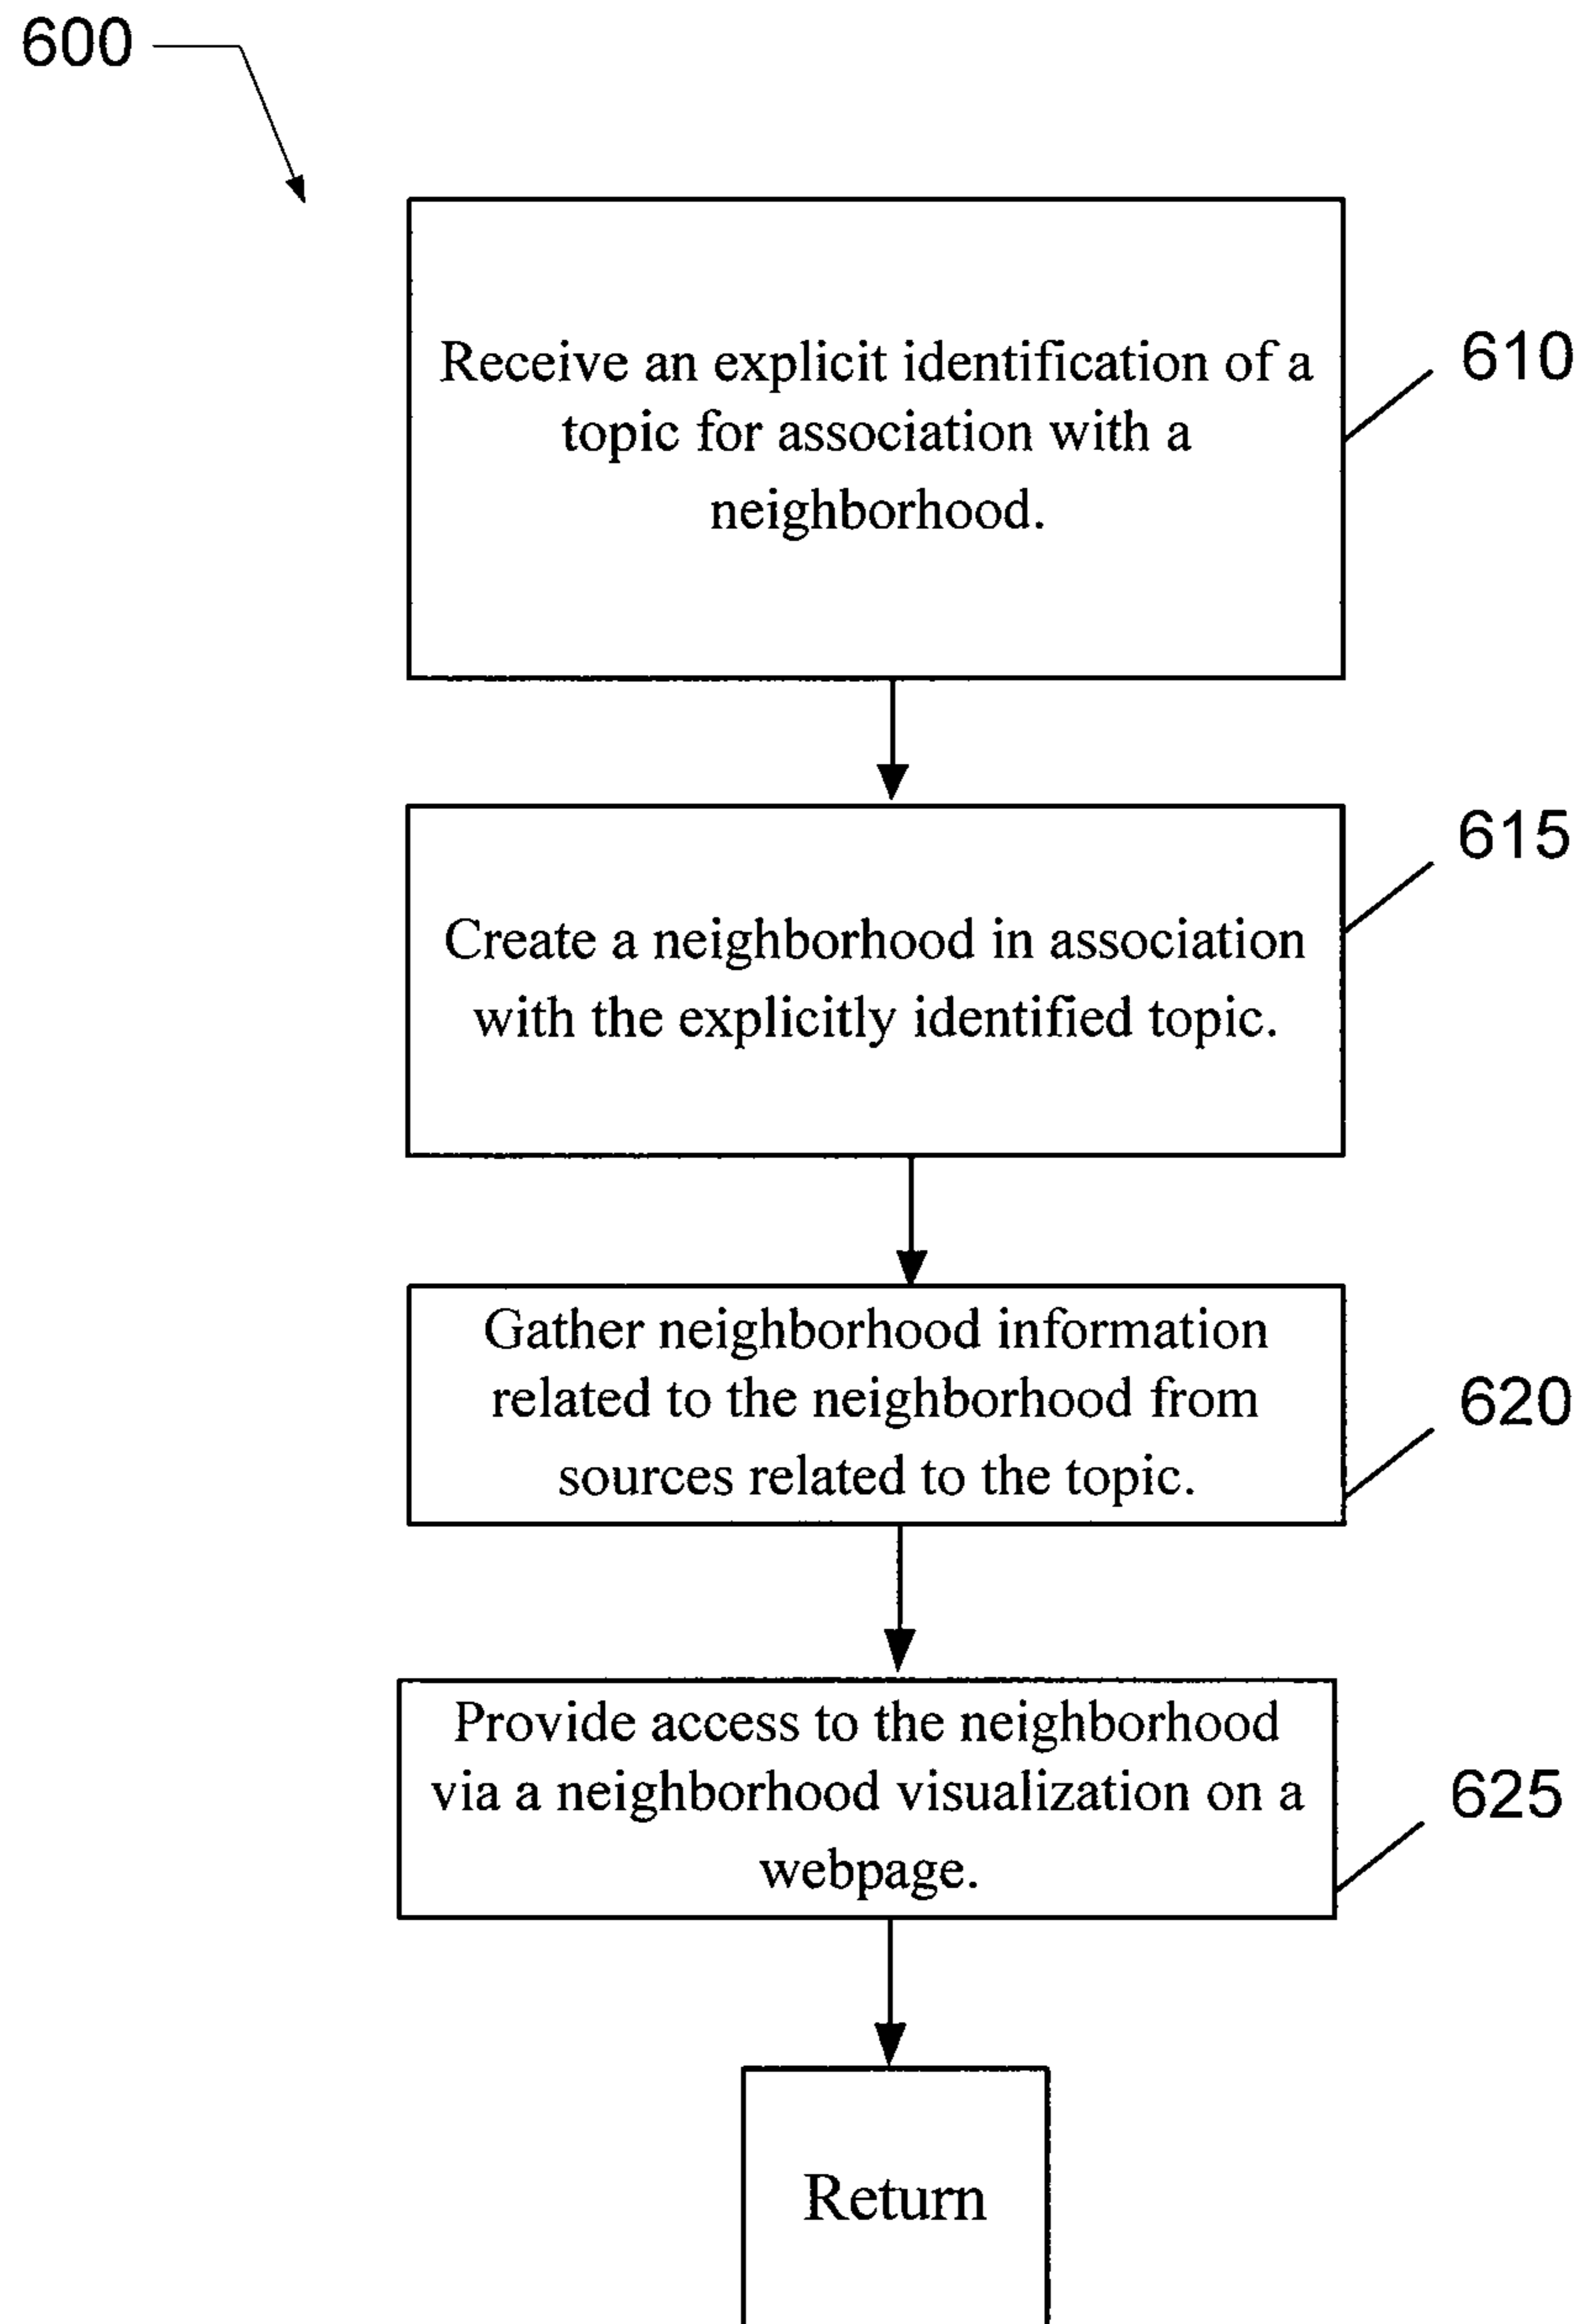 600
Receive an explicit identification of a
topic for association with a
neighborhood.
610
Create a neighborhood in association
with the explicitly identified topic.
615
Gather neighborhood information
related to the neighborhood from
sources related to the topic.
620
Provide access to the neighborhood
via a neighborhood visualization on a
webpage.
625
Return